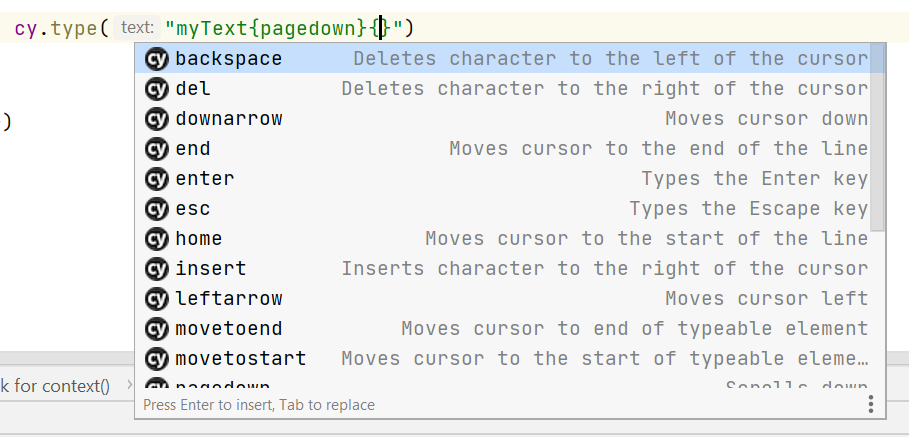 cy.type( text: "myText{pagedown}{}")
cy backspace Deletes character to the left of the cursor
cy del Deletes character to the right of the cursor
)
cy downarrow Moves cursor down
cy end Moves cursor to the end of the line
cy enter Types the Enter key
cy esc Types the Escape key
cy home Moves cursor to the start of the line
cy insert Inserts character to the right of the cursor
cy leftarrow Moves cursor left
cy movetoend Moves cursor to end of typeable element
cy movetostart Moves cursor to the start of typeable eleme…
k for context() › cy pagedown Scrolls down
Press Enter to insert, Tab to replace